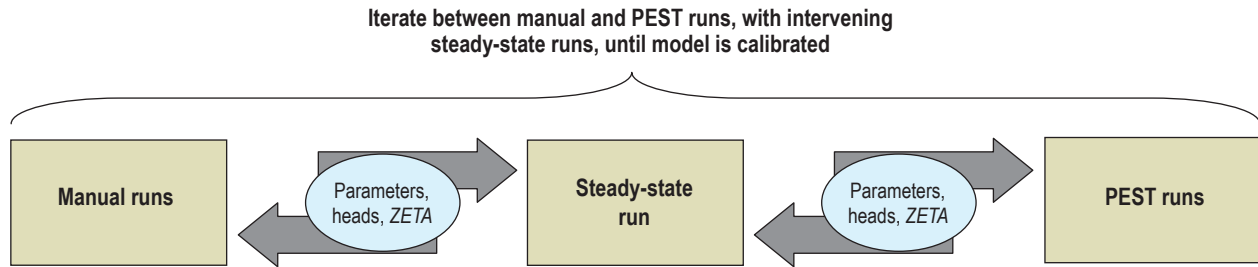 Iterate between manual and PEST runs, with intervening
steady-state runs, until model is calibrated
Manual runs
Parameters,
heads, ZETA
Steady-state
run
Parameters,
heads, ZETA
PEST runs